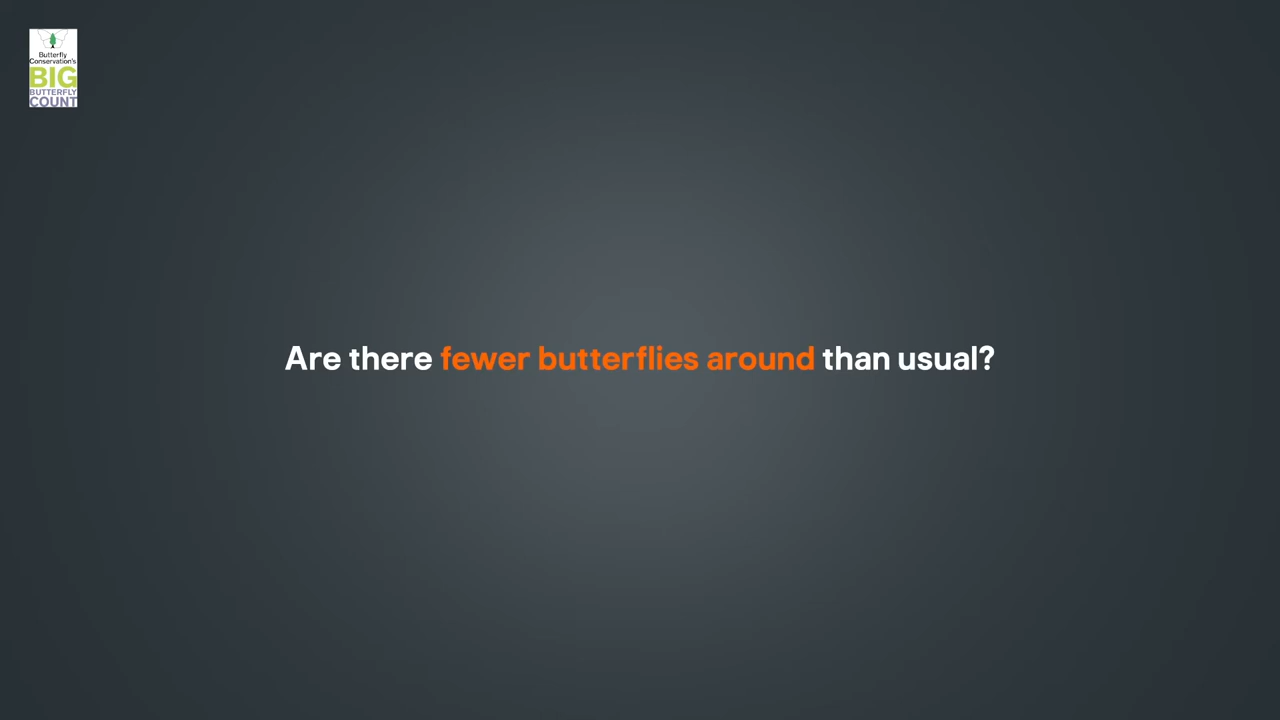 Butterfly
Conservation's
BIG
BUTTERFLY
COUNT
Are there fewer butterflies around than usual?